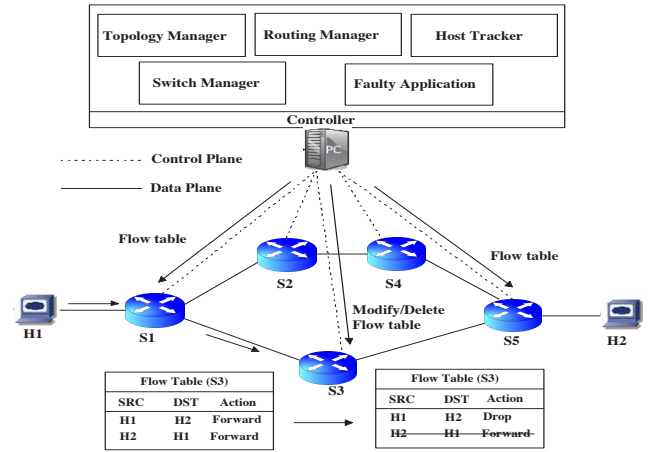 Topology Manager
Routing Manager
Host Tracker
Switch Manager
Faulty Application
Controller
PC
Control Plane
Data Plane
Flow table
Flow table
S2
S4
Modify/Delete
Flow table
H1
S1
S5
H2
S3
Flow Table (S3)
SRC DST Action
H1 H2 Forward
H2 H1 Forward
Flow Table (S3)
SRC DST Action
H1 H2 Drop
H2 H1 Forward